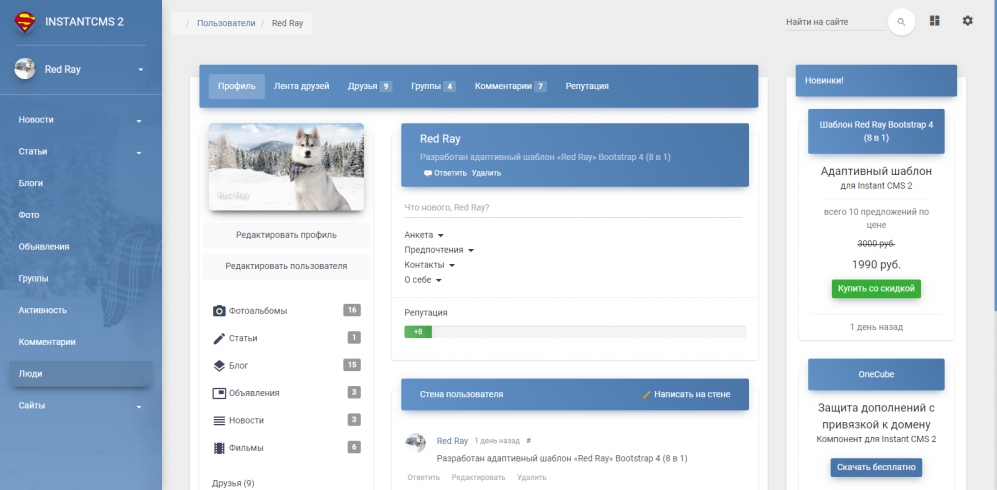 INSTANTCMS 2
Red Ray
Новости
Статьи
Блоги
Фото
Объявления
Группы
Активность
Комментарии
Люди
Сайты
/ Пользователи / Red Ray
Найти на сайте
Профиль Лента друзей Друзья 9 Группы 4 Комментарии 7 Репутация
Red Ray
Редактировать профиль
Редактировать пользователя
Фотоальбомы 16
Статьи 1
Блог 15
Объявления 3
Новости 3
Фильмы 6
Друзья (9)
Red Ray
Разработан адаптивный шаблон «Red Ray» Bootstrap 4 (8 в 1)
Ответить Удалить
Что нового, Red Ray?
Анкета
Предпочтения
Контакты
О себе
Репутация
+8
Стена пользователя Написать на стене
Red Ray 1 день назад #
Разработан адаптивный шаблон «Red Ray» Bootstrap 4 (8 в 1)
Ответить Редактировать Удалить
Новинки!
Шаблон Red Ray Bootstrap 4
(8 в 1)
Адаптивный шаблон
для Instant CMS 2
всего 10 предложений по
цене
3000 руб.
1990 руб.
Купить со скидкой
1 день назад
OneCube
Защита дополнений с
привязкой к домену
Компонент для Instant CMS 2
Скачать бесплатно